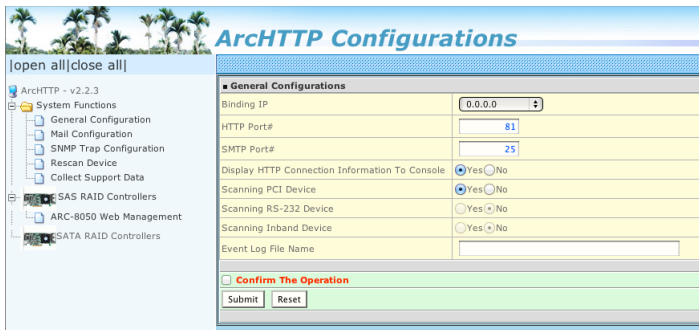 ArcHTTP Configurations
|open all|close all|
ArcHTTP - v2.2.3
System Functions
General Configuration
Mail Configuration
SNMP Trap Configuration
Rescan Device
Collect Support Data
SAS RAID Controllers
ARC-8050 Web Management
SATA RAID Controllers
General Configurations
Binding IP 0.0.0.0
HTTP Port# 81
SMTP Port# 25
Display HTTP Connection Information To Console Yes No
Scanning PCI Device Yes No
Scanning RS-232 Device Yes No
Scanning Inband Device Yes No
Event Log File Name
Confirm The Operation
Submit Reset